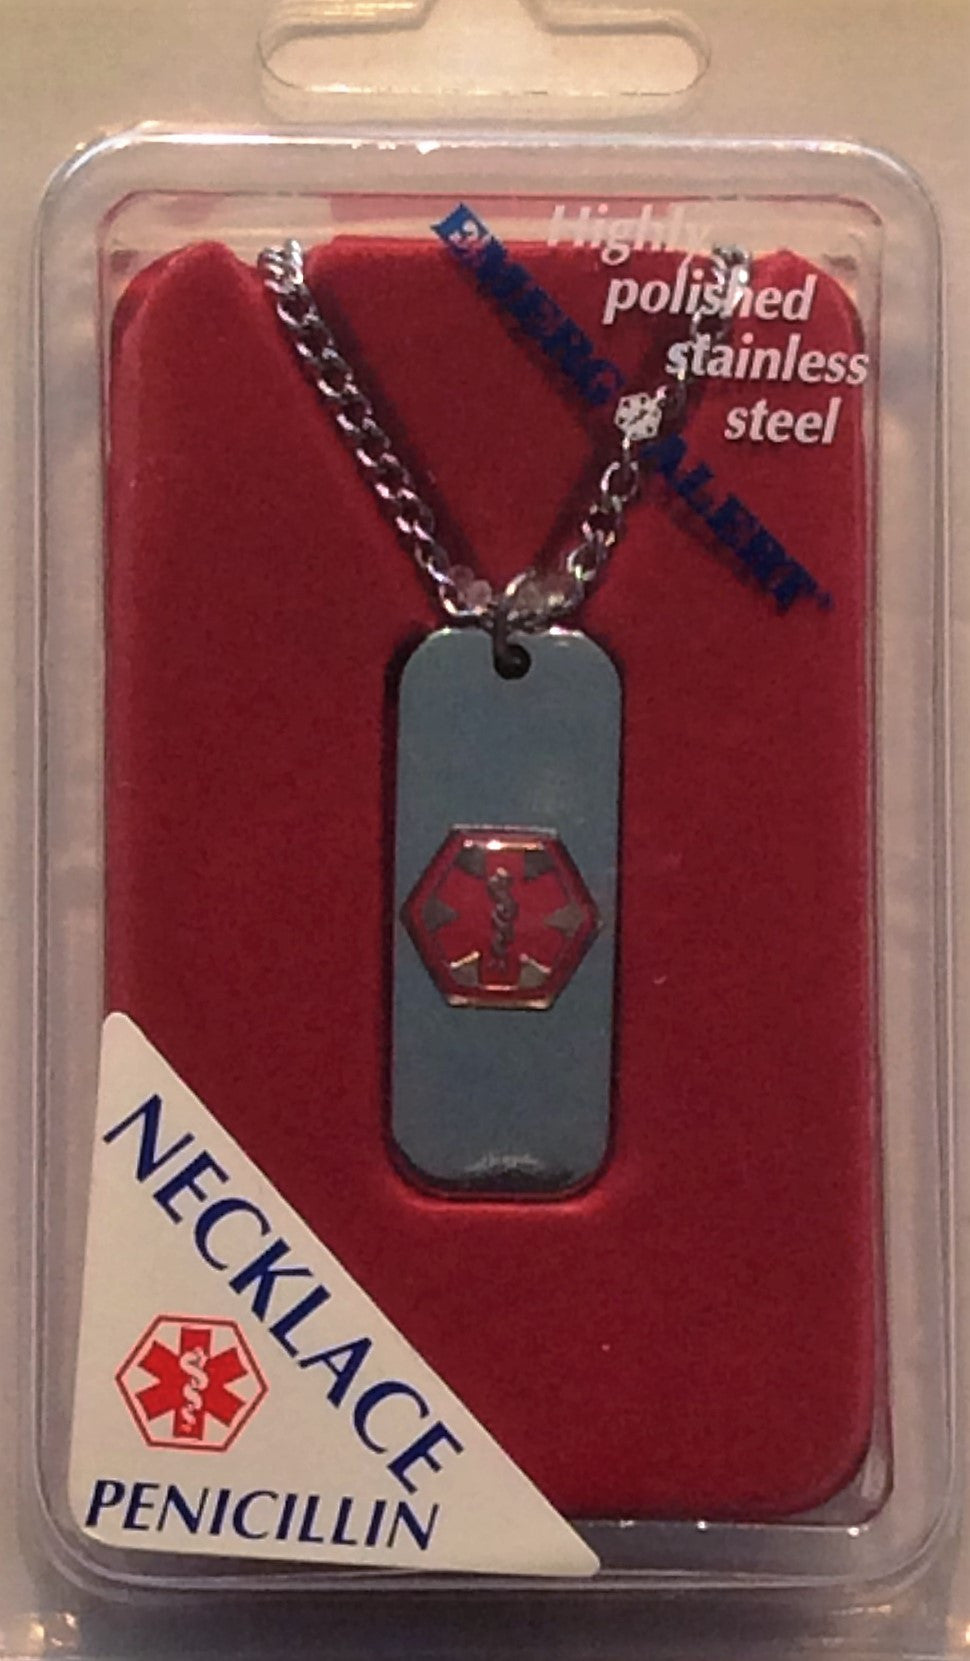 Highly
polished
stainless
steel
EMERG ALERT
NECKLACE
PENICILLIN